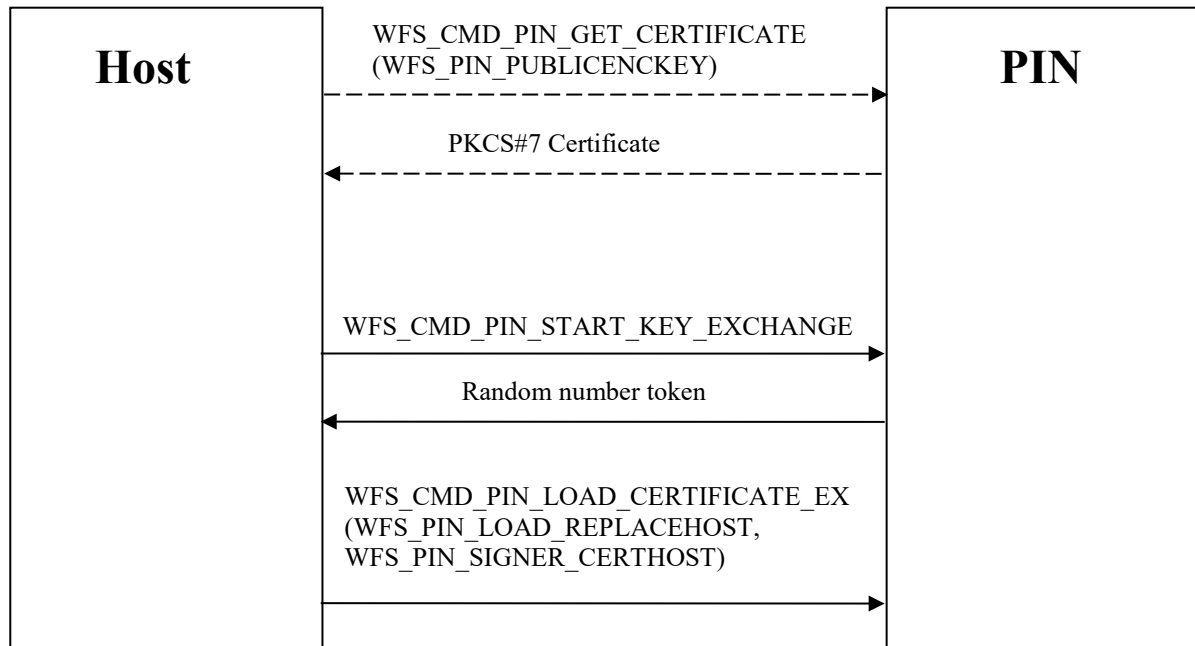 Host
PIN
WFS_CMD_PIN_GET_CERTIFICATE
(WFS_PIN_PUBLICENCKEY)
PKCS#7 Certificate
WFS_CMD_PIN_START_KEY_EXCHANGE
Random number token
WFS_CMD_PIN_LOAD_CERTIFICATE_EX
(WFS_PIN_LOAD_REPLACEHOST,
WFS_PIN_SIGNER_CERTHOST)